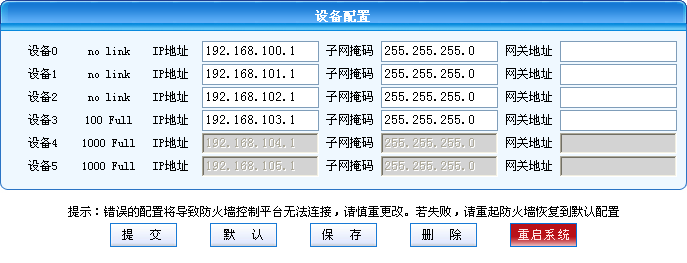 设备配置
设备0 no link IP地址 192.168.100.1 子网掩码 255.255.255.0 网关地址
设备1 no link IP地址 192.168.101.1 子网掩码 255.255.255.0 网关地址
设备2 no link IP地址 192.168.102.1 子网掩码 255.255.255.0 网关地址
设备3 100 Full IP地址 192.168.103.1 子网掩码 255.255.255.0 网关地址
设备4 1000 Full IP地址 192.168.104.1 子网掩码 255.255.255.0 网关地址
设备5 1000 Full IP地址 192.168.105.1 子网掩码 255.255.255.0 网关地址
提示：错误的配置将导致防火墙控制平台无法连接，请慎重更改。若失败，请重起防火墙恢复到默认配置
提 交 默 认 保 存 删 除 重启系统